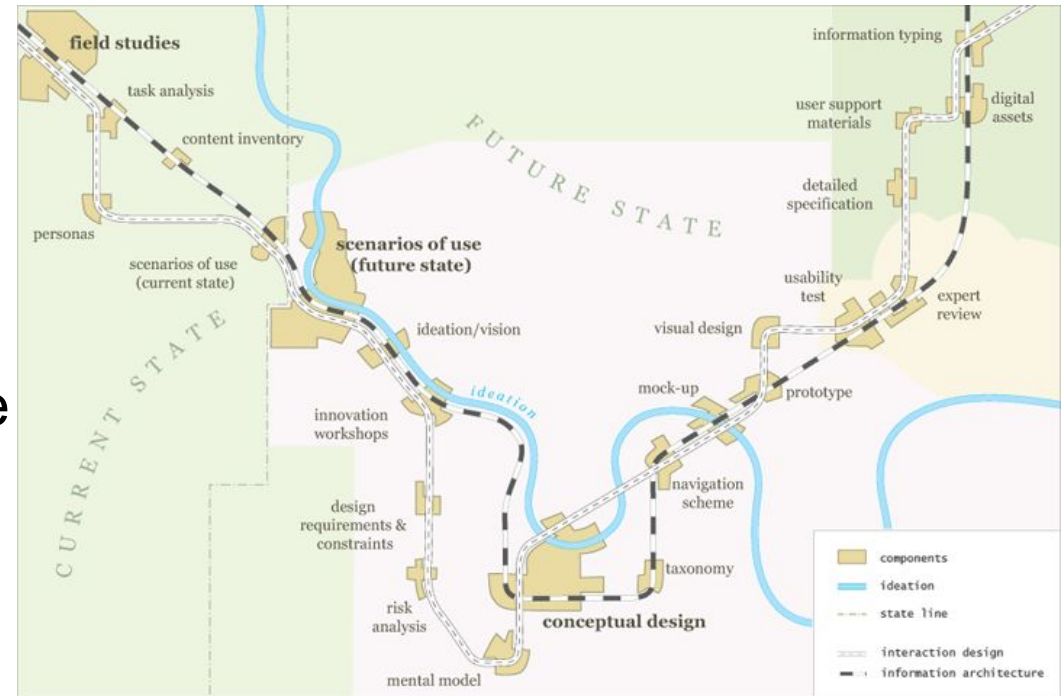 field studies
task analysis
content inventory
personas
scenarios of use
(current state)
scenarios of use
(future state)
CURRENT STATE
FUTURE STATE
ideation/vision
ideation
innovation
workshops
design
requirements &
constraints
risk
analysis
mental model
conceptual design
taxonomy
navigation
scheme
mock-up
prototype
visual design
usability
test
expert
review
detailed
specification
user support
materials
digital
assets
information typing
components
ideation
state line
interaction design
information architecture
e